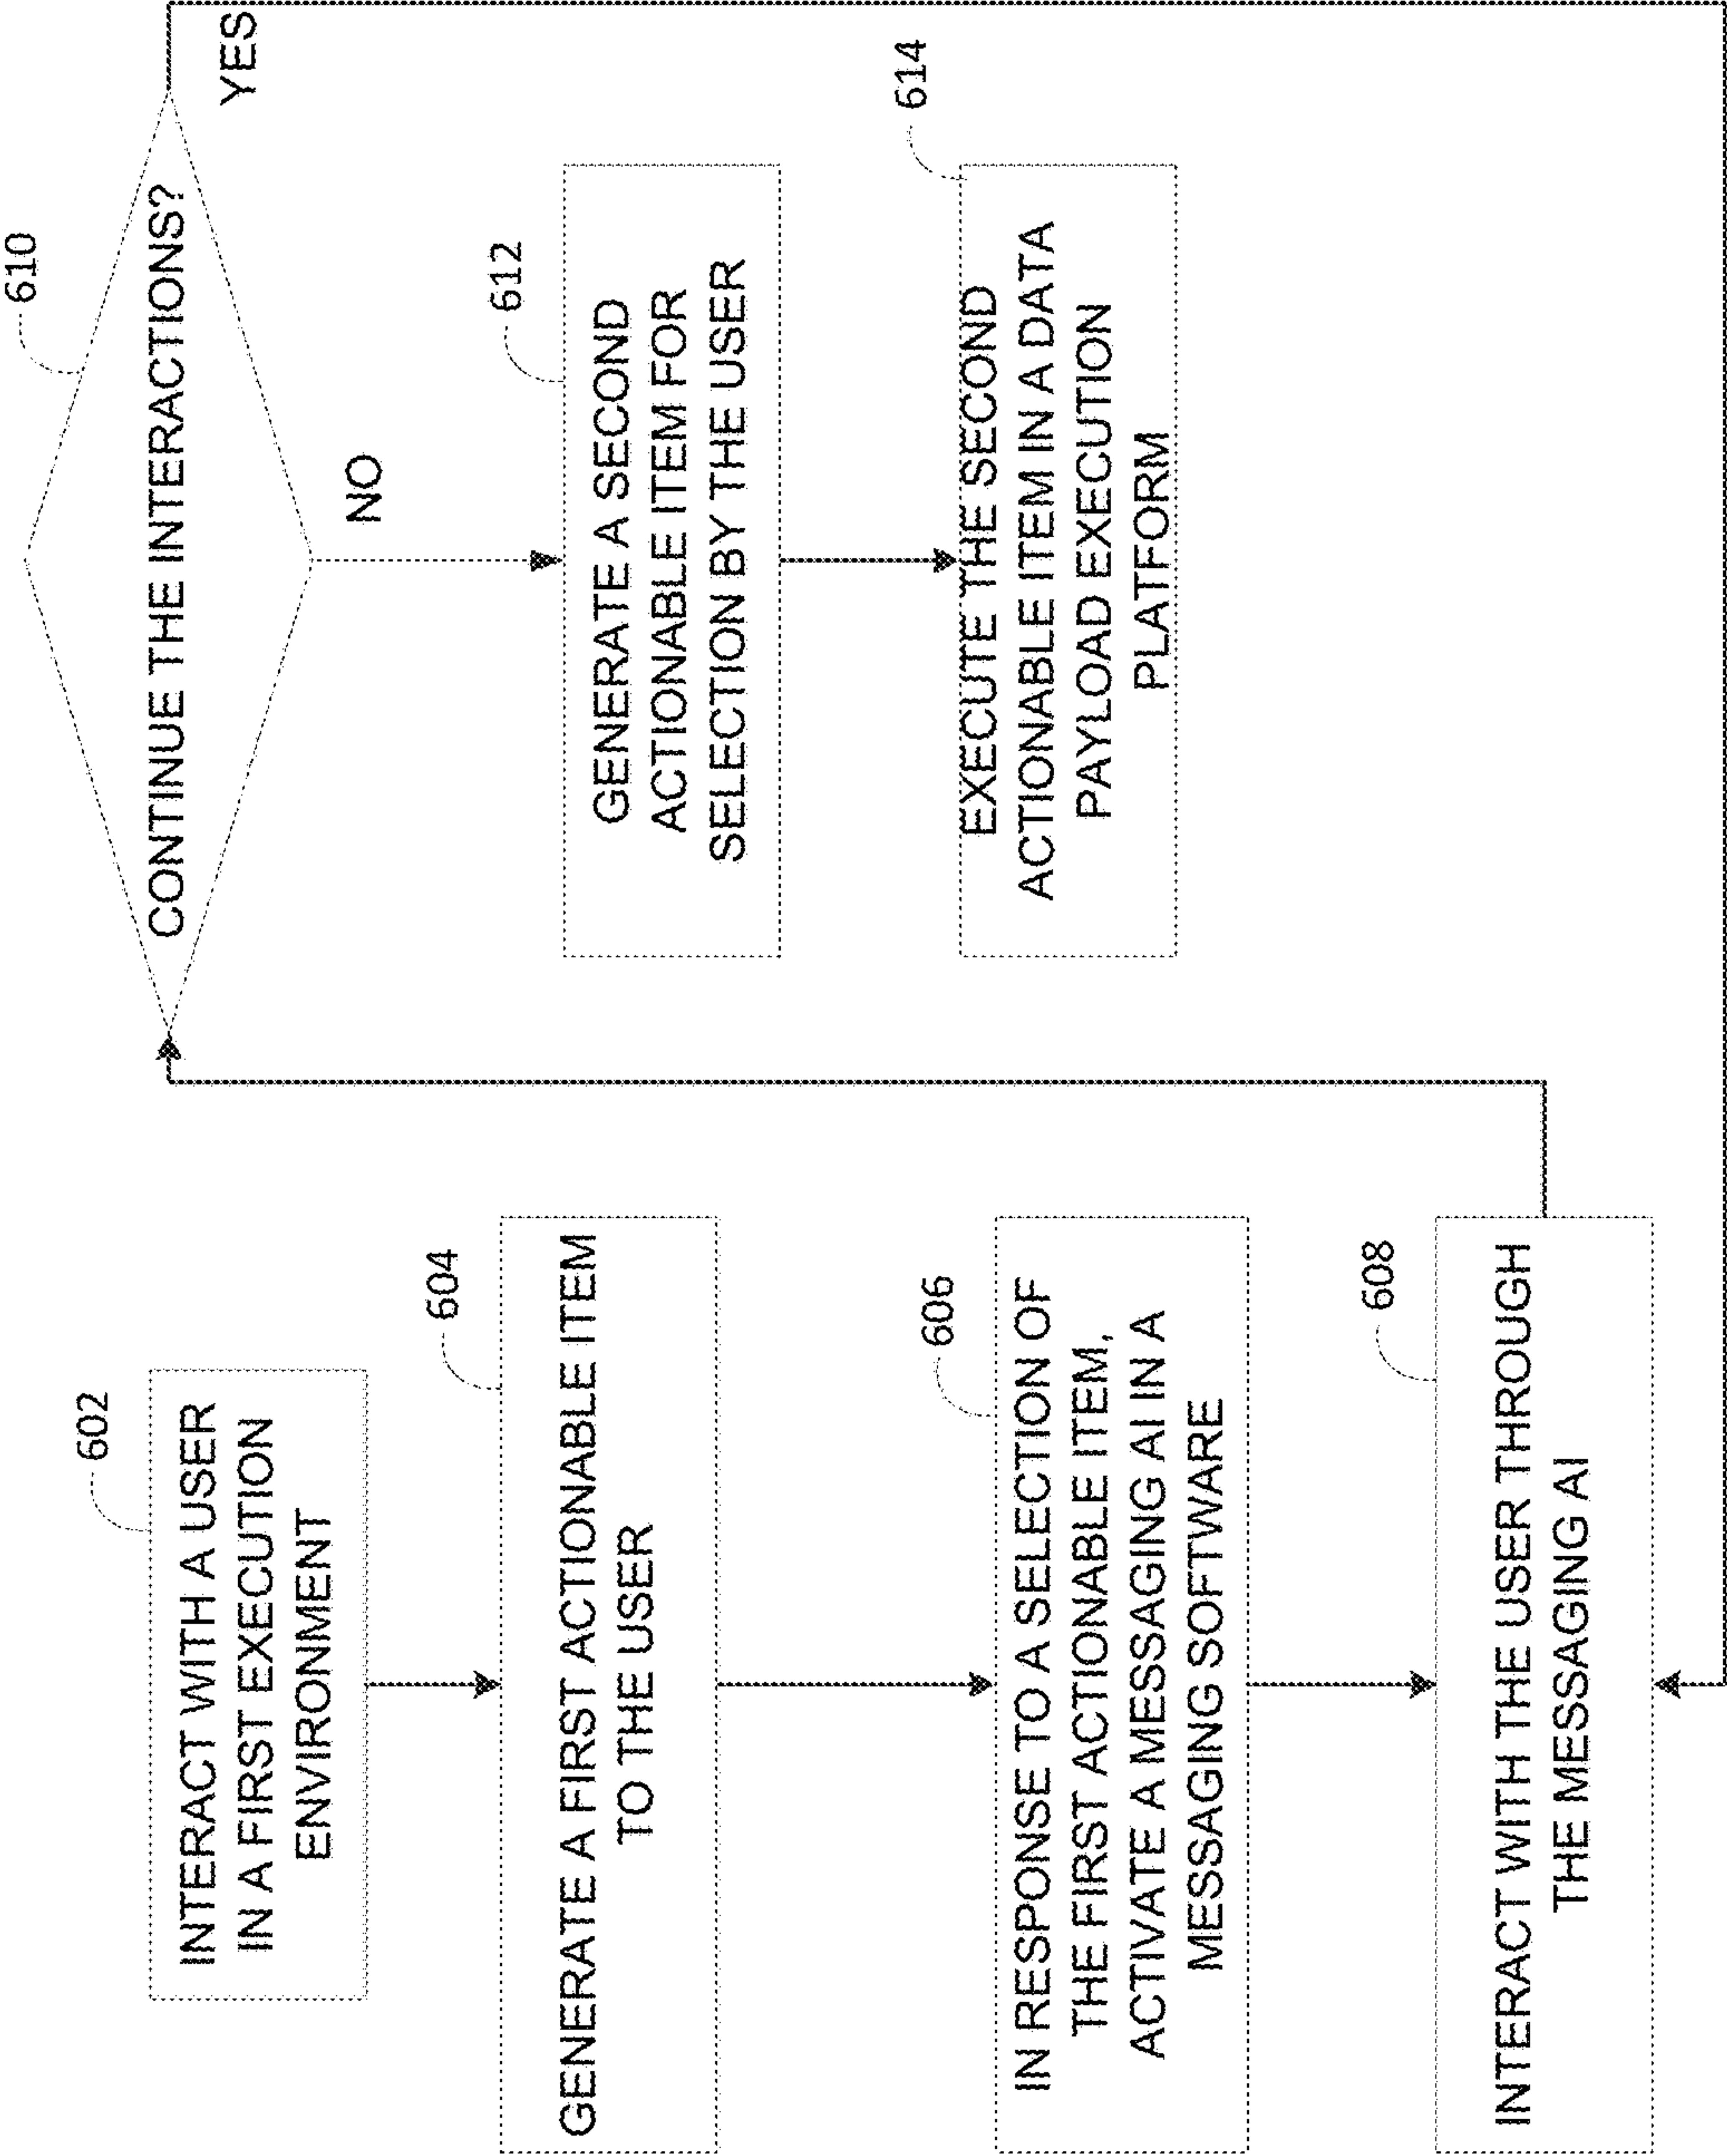 602
INTERACT WITH A USER
IN A FIRST EXECUTION
ENVIRONMENT
604
GENERATE A FIRST ACTIONABLE ITEM
TO THE USER
606
IN RESPONSE TO A SELECTION OF
THE FIRST ACTIONABLE ITEM,
ACTIVATE A MESSAGING AI IN A
MESSAGING SOFTWARE
608
INTERACT WITH THE USER THROUGH
THE MESSAGING AI
610
CONTINUE THE INTERACTIONS?
YES
NO
612
GENERATE A SECOND
ACTIONABLE ITEM FOR
SELECTION BY THE USER
614
EXECUTE THE SECOND
ACTIONABLE ITEM IN A DATA
PAYLOAD EXECUTION
PLATFORM